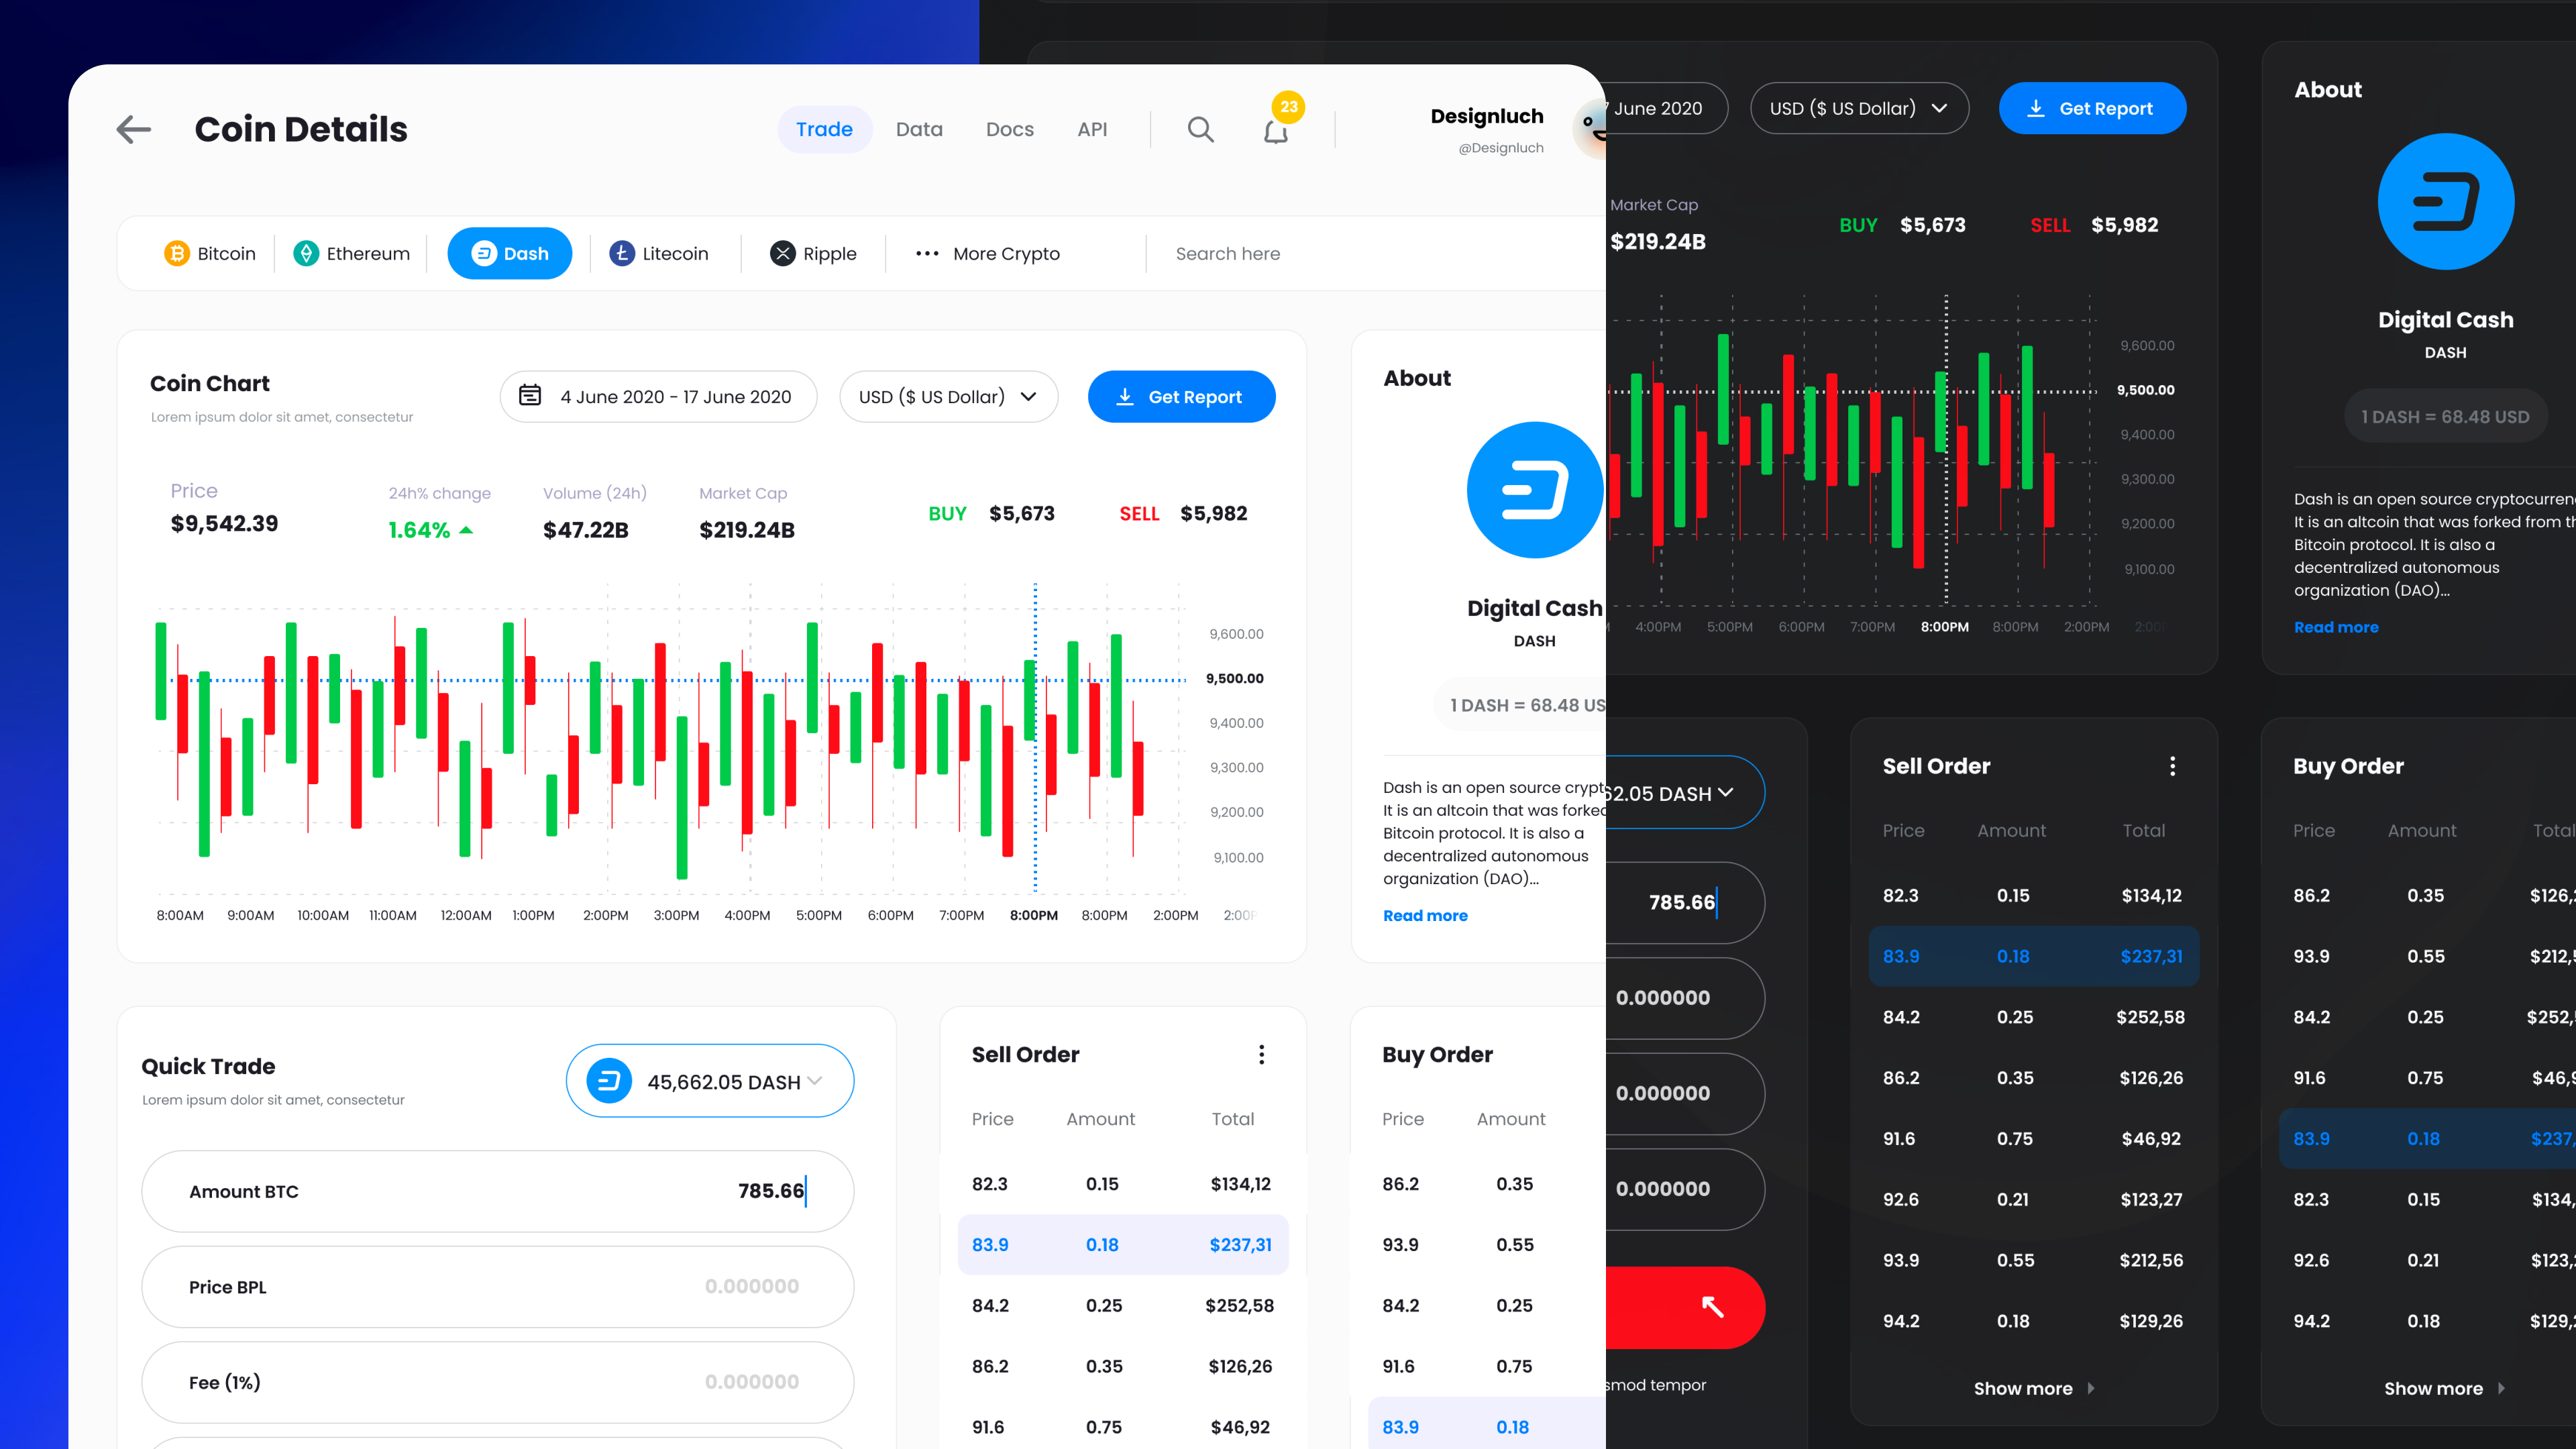 Coin Details
Trade
Data
Docs
API
23
Designluch
@Designluch
Bitcoin
Ethereum
Dash
Litecoin
Ripple
More Crypto
Search here
Coin Chart
Lorem ipsum dolor sit amet, consectetur
4 June 2020 - 17 June 2020
USD ($ US Dollar)
Get Report
Price
$9,542.39
24h% change
1.64%
Volume (24h)
$47.22B
Market Cap
$219.24B
BUY $5,673
SELL $5,982
9,600.00
9,500.00
9,400.00
9,300.00
9,200.00
9,100.00
8:00AM 9:00AM 10:00AM 11:00AM 12:00AM 1:00PM 2:00PM 3:00PM 4:00PM 5:00PM 6:00PM 7:00PM 8:00PM 8:00PM 2:00PM 2:00P
About
Digital Cash
DASH
1 DASH = 68.48 US
Dash is an open source crypt
It is an altcoin that was forked
Bitcoin protocol. It is also a
decentralized autonomous
organization (DAO)...
Read more
Quick Trade
Lorem ipsum dolor sit amet, consectetur
45,662.05 DASH
Amount BTC 785.66
Price BPL 0.000000
Fee (1%) 0.000000
Sell Order
Price Amount Total
82.3 0.15 $134,12
83.9 0.18 $237,31
84.2 0.25 $252,58
86.2 0.35 $126,26
91.6 0.75 $46,92
Buy Order
Price Amount
86.2 0.35
93.9 0.55
84.2 0.25
91.6 0.75
83.9 0.18
7 June 2020
USD ($ US Dollar)
Get Report
Market Cap
$219.24B
BUY $5,673
SELL $5,982
9,600.00
9,500.00
9,400.00
9,300.00
9,200.00
9,100.00
4:00PM 5:00PM 6:00PM 7:00PM 8:00PM 8:00PM 2:00PM 2:00
About
Digital Cash
DASH
1 DASH = 68.48 USD
Dash is an open source cryptocurren
It is an altcoin that was forked from th
Bitcoin protocol. It is also a
decentralized autonomous
organization (DAO)...
Read more
62.05 DASH
785.66
0.000000
0.000000
0.000000
smod tempor
Sell Order
Price Amount Total
82.3 0.15 $134,12
83.9 0.18 $237,31
84.2 0.25 $252,58
86.2 0.35 $126,26
91.6 0.75 $46,92
92.6 0.21 $123,27
93.9 0.55 $212,56
94.2 0.18 $129,26
Show more
Buy Order
Price Amount Total
86.2 0.35 $126,2
93.9 0.55 $212,5
84.2 0.25 $252,
91.6 0.75 $46,9
83.9 0.18 $237,
82.3 0.15 $134,
92.6 0.21 $123,
94.2 0.18 $129,2
Show more